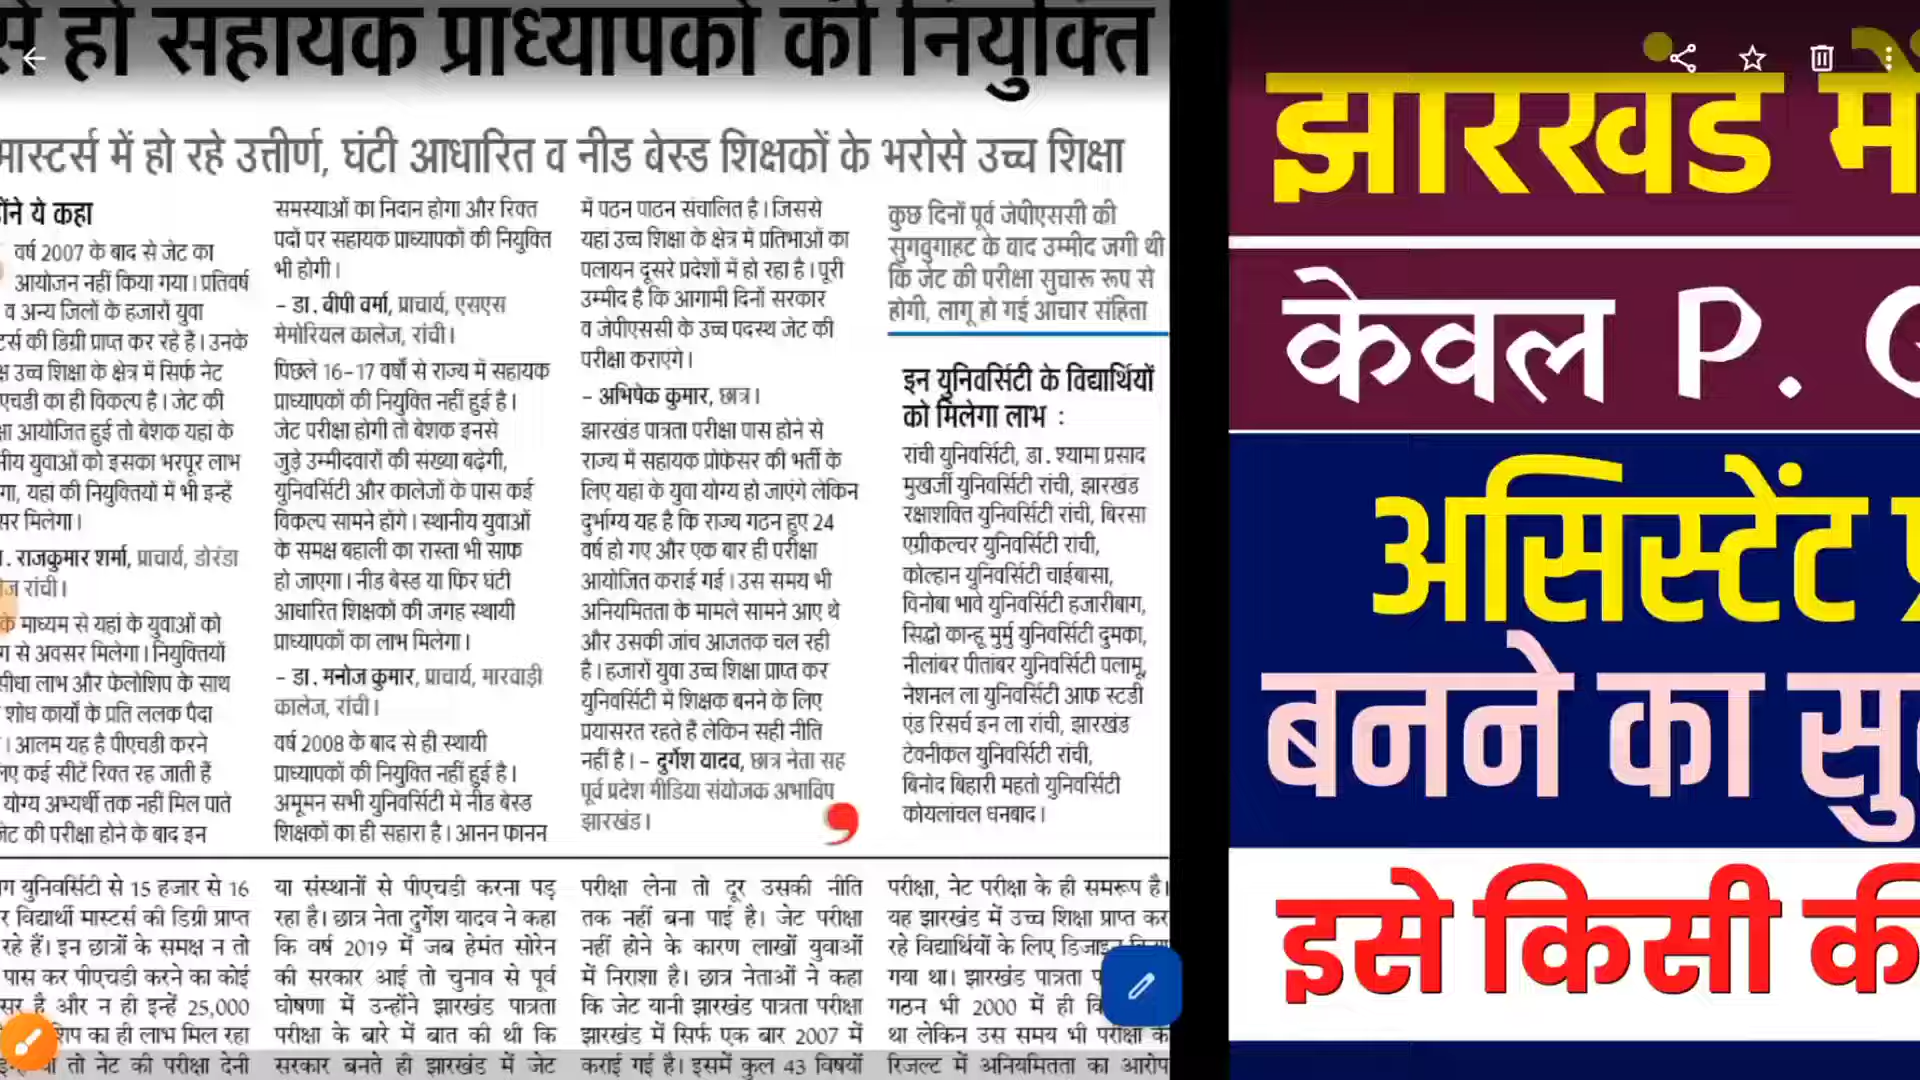 से हो सहायक प्राध्यापकों की नियुक्ति
मास्टर्स में हो रहे उत्तीर्ण, घंटी आधारित व नीड बेस्ड शिक्षकों के भरोसे उच्च शिक्षा
ये कहा
वर्ष 2007 के बाद से जेट का
आयोजन नहीं किया गया। प्रतिवर्ष
व अन्य जिलों के हजारों युवा
की डिग्री प्राप्त कर रहे हैं। उनके
उच्च शिक्षा के क्षेत्र में सिर्फ नेट
का ही विकल्प है। जेट की
आयोजित हुई तो बेशक यहां के
युवाओं को इसका भरपूर लाभ
यहां की नियुक्तियों में भी इन्हें
मिलेगा।
राजकुमार शर्मा, प्राचार्य, डोरंडा
रांची।
के माध्यम से यहां के युवाओं को
से अवसर मिलेगा। नियुक्तियों
सीधा लाभ और फेलोशिप के साथ
शोध कार्यों के प्रति ललक पैदा
। आलम यह है पीएचडी करने
कई सीटें रिक्त रह जाती हैं
योग्य अभ्यर्थी तक नहीं मिल पाते
जेट की परीक्षा होने के बाद इन
समस्याओं का निदान होगा और रिक्त
पदों पर सहायक प्राध्यापकों की नियुक्ति
भी होगी।
- डा. बीपी वर्मा, प्राचार्य, एसएस
मेमोरियल कालेज, रांची।
पिछले 16-17 वर्षों से राज्य में सहायक
प्राध्यापकों की नियुक्ति नहीं हुई है।
जेट परीक्षा होगी तो बेशक इनसे
जुड़े उम्मीदवारों की संख्या बढ़ेगी,
युनिवर्सिटी और कालेजों के पास कई
विकल्प सामने होंगे। स्थानीय युवाओं
के समक्ष बहाली का रास्ता भी साफ
हो जाएगा। नीड बेस्ड या फिर घंटी
आधारित शिक्षकों की जगह स्थायी
प्राध्यापकों का लाभ मिलेगा।
- डा. मनोज कुमार, प्राचार्य, मारवाड़ी
कालेज, रांची।
वर्ष 2008 के बाद से ही स्थायी
प्राध्यापकों की नियुक्ति नहीं हुई है।
अमूमन सभी युनिवर्सिटी मे नीड बेस्ड
शिक्षकों का ही सहारा है। आनन फानन
में पठन पाठन संचालित है। जिससे
यहां उच्च शिक्षा के क्षेत्र में प्रतिभाओं का
पलायन दूसरे प्रदेशों में हो रहा है। पूरी
उम्मीद है कि आगामी दिनों सरकार
व जेपीएससी के उच्च पदस्थ जेट की
परीक्षा कराएंगे।
- अभिषेक कुमार, छात्र।
झारखंड पात्रता परीक्षा पास होने से
राज्य में सहायक प्रोफेसर की भर्ती के
लिए यहां के युवा योग्य हो जाएंगे लेकिन
दुर्भाग्य यह है कि राज्य गठन हुए 24
वर्ष हो गए और एक बार ही परीक्षा
आयोजित कराई गई। उस समय भी
अनियमितता के मामले सामने आए थे
और उसकी जांच आजतक चल रही
है। हजारों युवा उच्च शिक्षा प्राप्त कर
युनिवर्सिटी में शिक्षक बनने के लिए
प्रयासरत रहते हैं लेकिन सही नीति
नहीं है। - दुर्गेश यादव, छात्र नेता सह
पूर्व प्रदेश मीडिया संयोजक अभाविप
झारखंड।
कुछ दिनों पूर्व जेपीएससी की
सुगबुगाहट के बाद उम्मीद जगी थी
कि जेट की परीक्षा सुचारू रूप से
होगी, लागू हो गई आचार संहिता
इन युनिवर्सिटी के विद्यार्थियों
को मिलेगा लाभ :
रांची युनिवर्सिटी, डा. श्यामा प्रसाद
मुखर्जी युनिवर्सिटी रांची, झारखंड
रक्षाशक्ति युनिवर्सिटी रांची, बिरसा
एग्रीकल्चर युनिवर्सिटी रांची,
कोल्हान युनिवर्सिटी चाईबासा,
विनोबा भावे युनिवर्सिटी हजारीबाग,
सिद्धो कान्हू मुर्मु युनिवर्सिटी दुमका,
नीलांबर पीतांबर युनिवर्सिटी पलामू,
नेशनल ला युनिवर्सिटी आफ स्टडी
एंड रिसर्च इन ला रांची, झारखंड
टेक्नीकल युनिवर्सिटी रांची,
बिनोद बिहारी महतो युनिवर्सिटी
कोयलांचल धनबाद।
युनिवर्सिटी से 15 हजार से 16
विद्यार्थी मास्टर्स की डिग्री प्राप्त
रहे हैं। इन छात्रों के समक्ष न तो
पास कर पीएचडी करने का कोई
है और न ही इन्हें 25,000
का ही लाभ मिल रहा
तो नेट की परीक्षा देनी
या संस्थानों से पीएचडी करना पड़
रहा है। छात्र नेता दुर्गेश यादव ने कहा
कि वर्ष 2019 में जब हेमंत सोरेन
की सरकार आई तो चुनाव से पूर्व
घोषणा में उन्होंने झारखंड पात्रता
परीक्षा के बारे में बात की थी कि
सरकार बनते ही झारखंड में जेट
परीक्षा लेना तो दूर उसकी नीति
तक नहीं बना पाई है। जेट परीक्षा
नहीं होने के कारण लाखों युवाओं
में निराशा है। छात्र नेताओं ने कहा
कि जेट यानी झारखंड पात्रता परीक्षा
झारखंड में सिर्फ एक बार 2007 में
कराई गई है। इसमें कुल 43 विषयों
परीक्षा, नेट परीक्षा के ही समरूप है।
यह झारखंड में उच्च शिक्षा प्राप्त कर
रहे विद्यार्थियों के लिए डिजाइन किया
गया था। झारखंड पात्रता
गठन भी 2000 में ही
था लेकिन उस समय भी परीक्षा के
रिजल्ट में अनियमितता का आरोप
झारखंड में
केवल P.
असिस्टेंट
बनने का
इसे किसी की